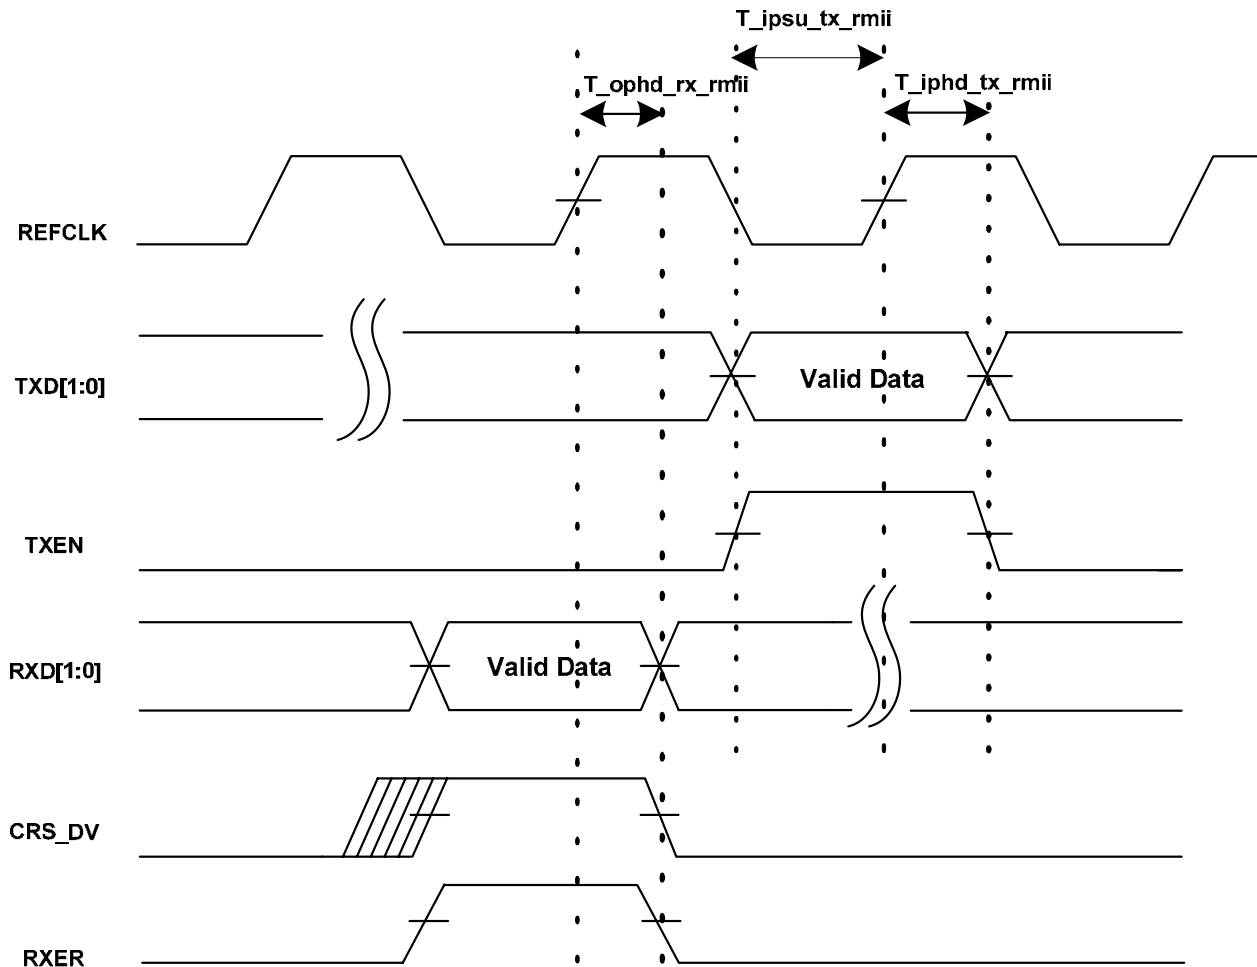 T_ipsu_tx_rmii
T_ophd_rx_rmii
T_iphd_tx_rmii
REFCLK
TXD[1:0]
Valid Data
TXEN
RXD[1:0]
Valid Data
CRS_DV
RXER